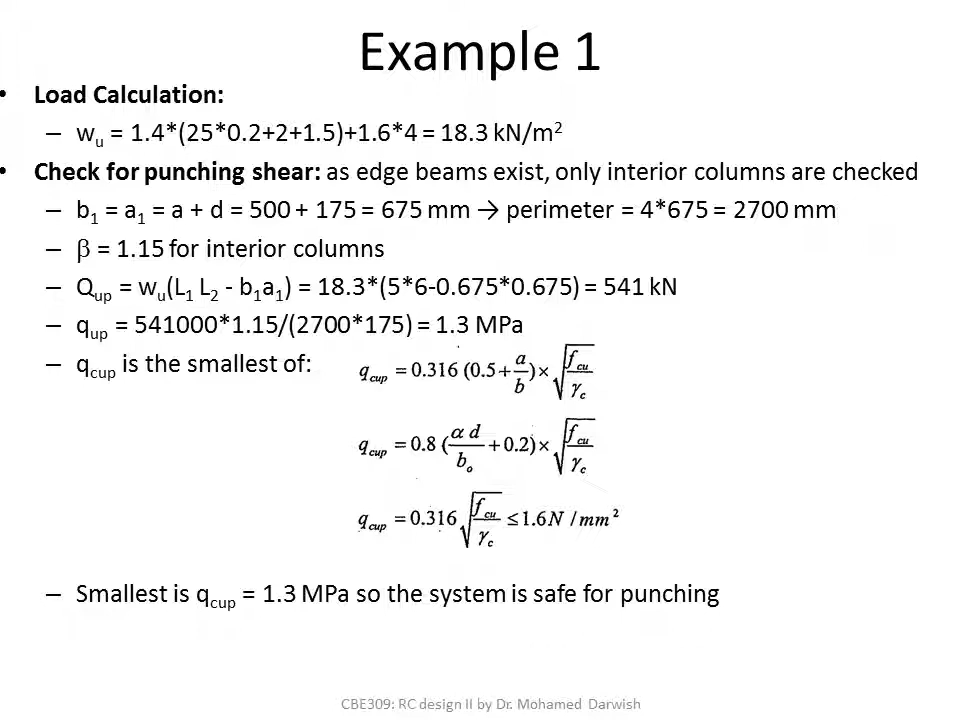 Example 1
• Load Calculation:
– wu = 1.4*(25*0.2+2+1.5)+1.6*4 = 18.3 kN/m²
• Check for punching shear: as edge beams exist, only interior columns are checked
– b1 = a1 = a + d = 500 + 175 = 675 mm → perimeter = 4*675 = 2700 mm
– β = 1.15 for interior columns
– Qup = wu(L1 L2 - b1a1) = 18.3*(5*6-0.675*0.675) = 541 kN
– qup = 541000*1.15/(2700*175) = 1.3 MPa
– qcup is the smallest of:
qcup = 0.316 (0.5 + a/b) × √(fcu/γc)
qcup = 0.8 (α d/bo + 0.2) × √(fcu/γc)
qcup = 0.316 √(fcu/γc) ≤ 1.6 N / mm²
– Smallest is qcup = 1.3 MPa so the system is safe for punching
CBE309: RC design II by Dr. Mohamed Darwish